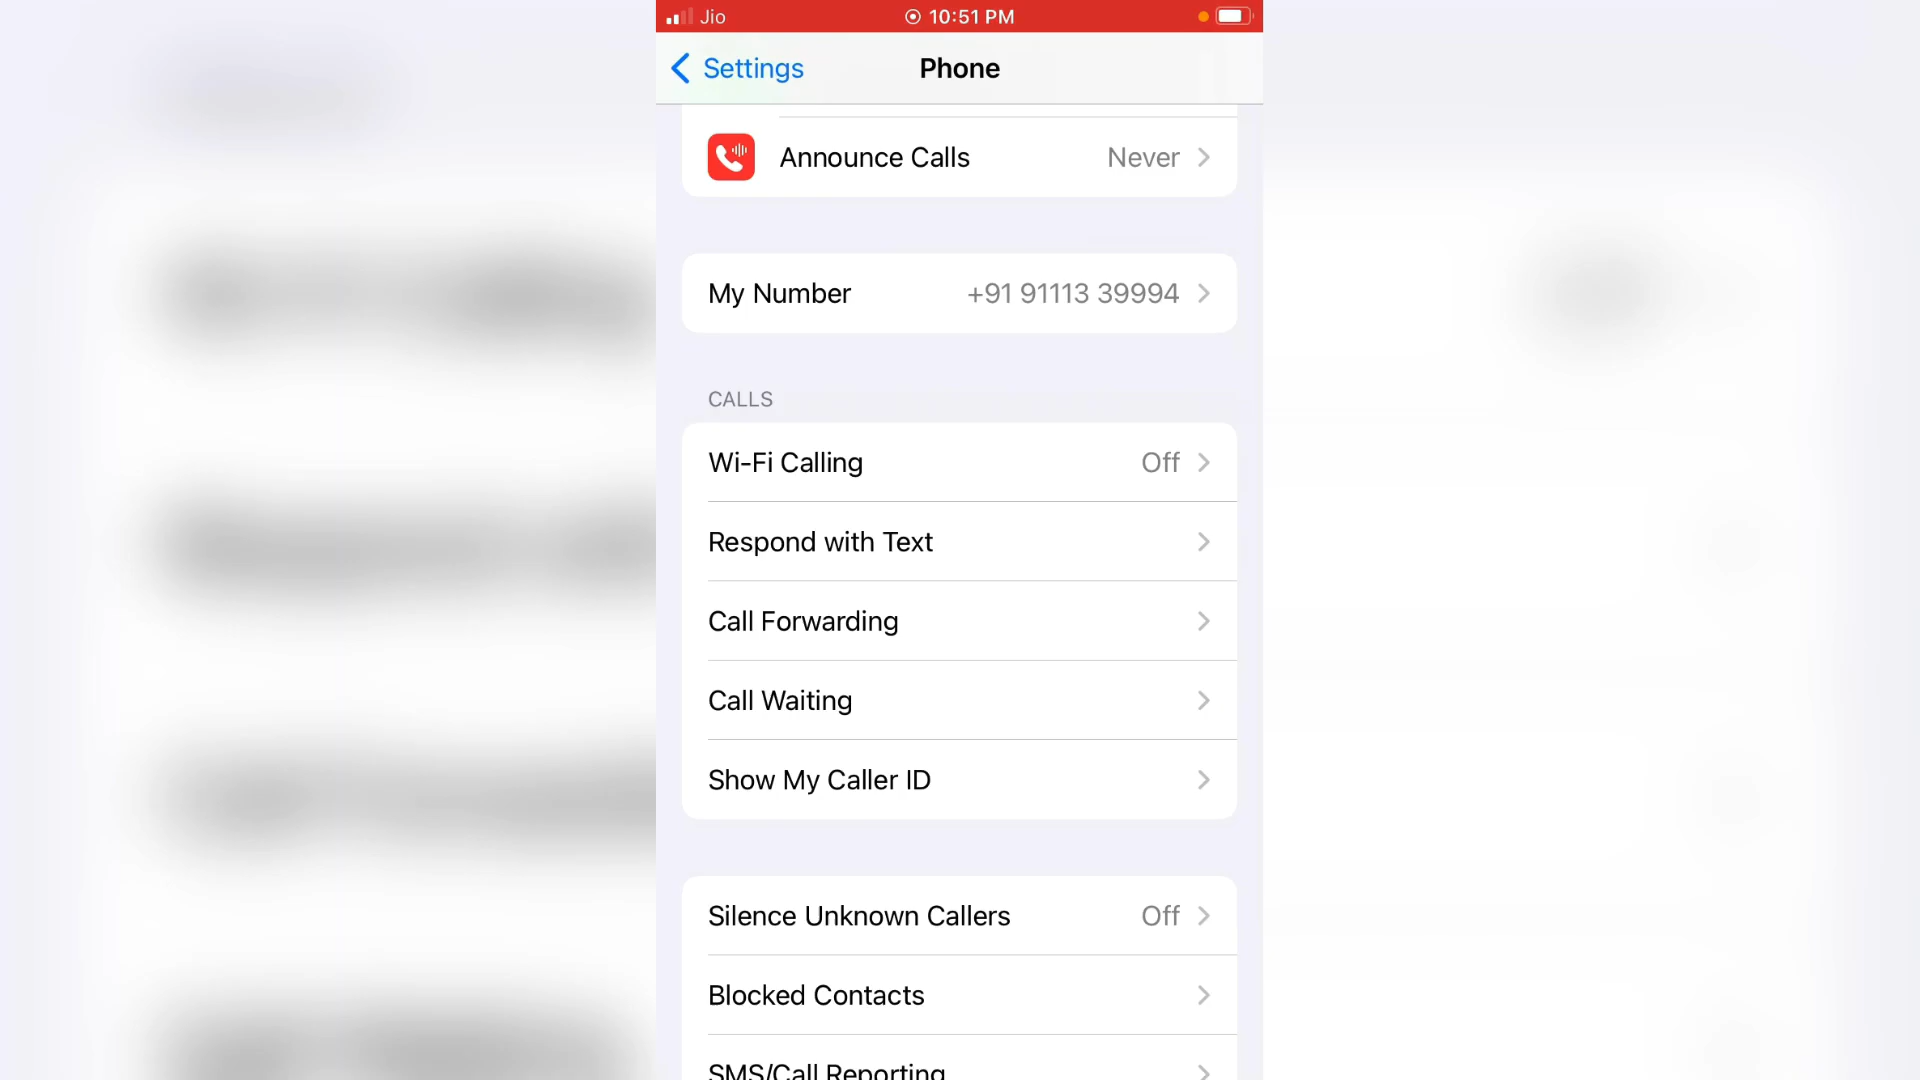 Jio 10:51 PM
Settings Phone
Announce Calls Never
My Number +91 91113 39994
CALLS
Wi-Fi Calling Off
Respond with Text
Call Forwarding
Call Waiting
Show My Caller ID
Silence Unknown Callers Off
Blocked Contacts
SMS/Call Reporting